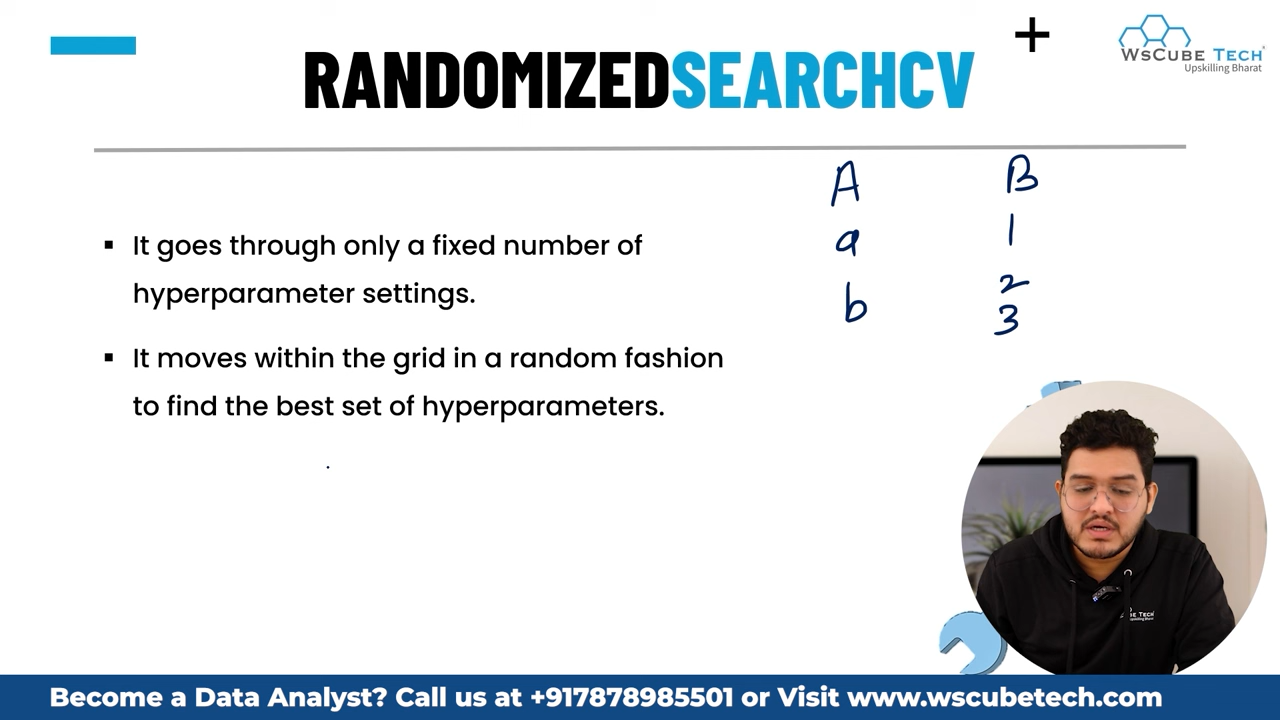 RANDOMIZEDSEARCHCV
+
WSCUBE TECH
Upskilling Bharat
▪ It goes through only a fixed number of
hyperparameter settings.
▪ It moves within the grid in a random fashion
to find the best set of hyperparameters.
A B
a 1
b 2
3
Become a Data Analyst? Call us at +917878985501 or Visit www.wscubetech.com